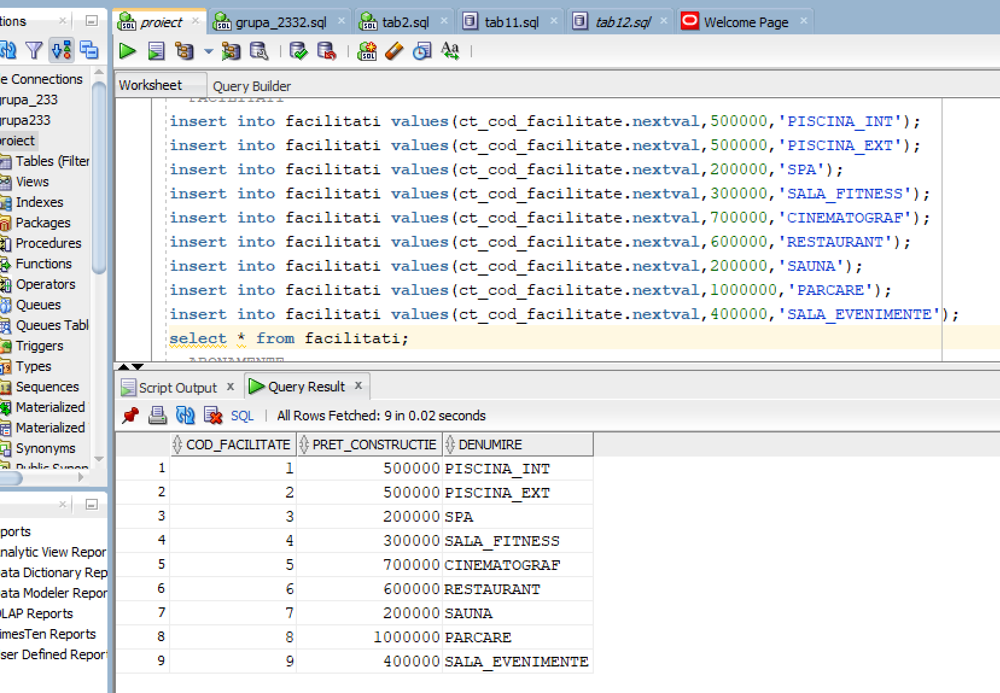 tions
proiect
grupa_2332.sql
tab2.sql
tab11.sql
tab12.sql
Welcome Page
Worksheet
Query Builder
e Connections
grupa_233
grupa233
proiect
Tables (Filter
Views
Indexes
Packages
Procedures
Functions
Operators
Queues
Queues Tabl
Triggers
Types
Sequences
Materialized
Materialized
Synonyms
Public Synon
ports
nalytic View Repor
ata Dictionary Rep
ata Modeler Repor
OLAP Reports
imesTen Reports
ser Defined Report
FACILITATI
insert into facilitati values(ct_cod_facilitate.nextval,500000,'PISCINA_INT');
insert into facilitati values(ct_cod_facilitate.nextval,500000,'PISCINA_EXT');
insert into facilitati values(ct_cod_facilitate.nextval,200000,'SPA');
insert into facilitati values(ct_cod_facilitate.nextval,300000,'SALA_FITNESS');
insert into facilitati values(ct_cod_facilitate.nextval,700000,'CINEMATOGRAF');
insert into facilitati values(ct_cod_facilitate.nextval,600000,'RESTAURANT');
insert into facilitati values(ct_cod_facilitate.nextval,200000,'SAUNA');
insert into facilitati values(ct_cod_facilitate.nextval,1000000,'PARCARE');
insert into facilitati values(ct_cod_facilitate.nextval,400000,'SALA_EVENIMENTE');
select * from facilitati;
ABONAMENTE
Script Output
Query Result
SQL | All Rows Fetched: 9 in 0.02 seconds
COD_FACILITATE PRET_CONSTRUCTIE DENUMIRE
1 1 500000 PISCINA_INT
2 2 500000 PISCINA_EXT
3 3 200000 SPA
4 4 300000 SALA_FITNESS
5 5 700000 CINEMATOGRAF
6 6 600000 RESTAURANT
7 7 200000 SAUNA
8 8 1000000 PARCARE
9 9 400000 SALA_EVENIMENTE